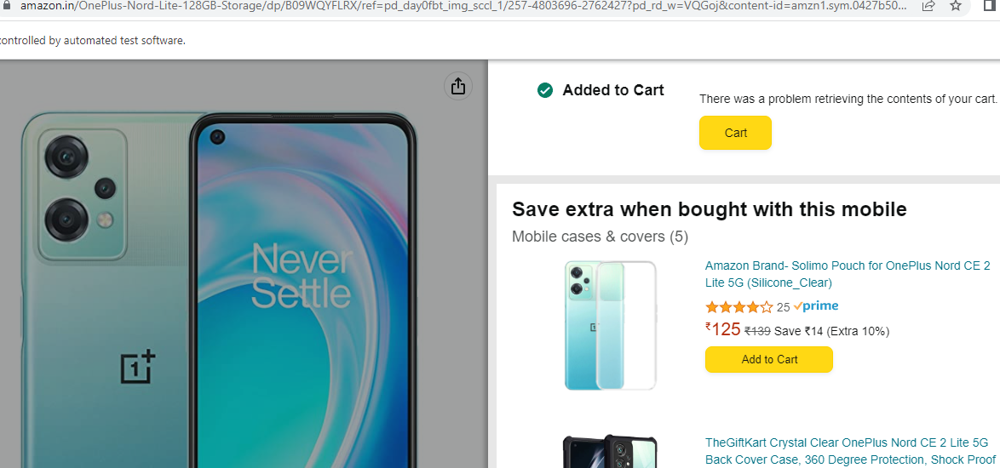 amazon.in/OnePlus-Nord-Lite-128GB-Storage/dp/B09WQYFLRX/ref=pd_day0fbt_img_sccl_1/257-4803696-2762427?pd_rd_w=VQGoj&content-id=amzn1.sym.0427b50...
controlled by automated test software.
Added to Cart
There was a problem retrieving the contents of your cart.
Cart
Never
Settle
1+
Save extra when bought with this mobile
Mobile cases & covers (5)
Amazon Brand- Solimo Pouch for OnePlus Nord CE 2
Lite 5G (Silicone_Clear)
25 prime
₹125 ₹139 Save ₹14 (Extra 10%)
Add to Cart
TheGiftKart Crystal Clear OnePlus Nord CE 2 Lite 5G
Back Cover Case, 360 Degree Protection, Shock Proof